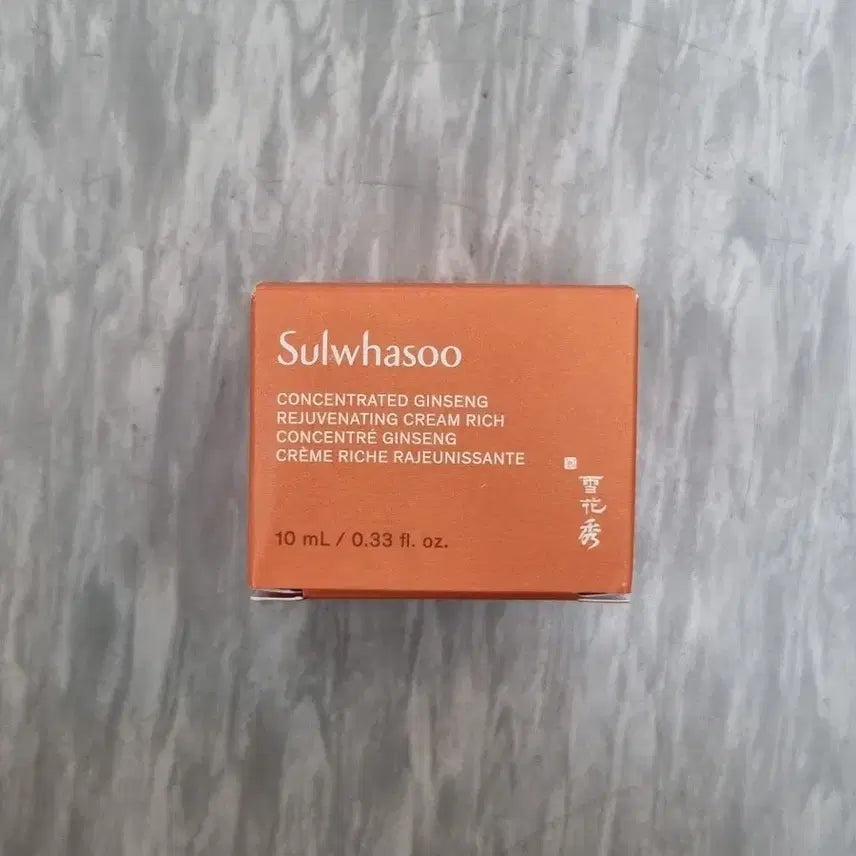 Sulwhasoo
CONCENTRATED GINSENG
REJUVENATING CREAM RICH
CONCENTRÉ GINSENG
CRÈME RICHE RAJEUNISSANTE
雪花秀
10 mL / 0.33 fl. oz.